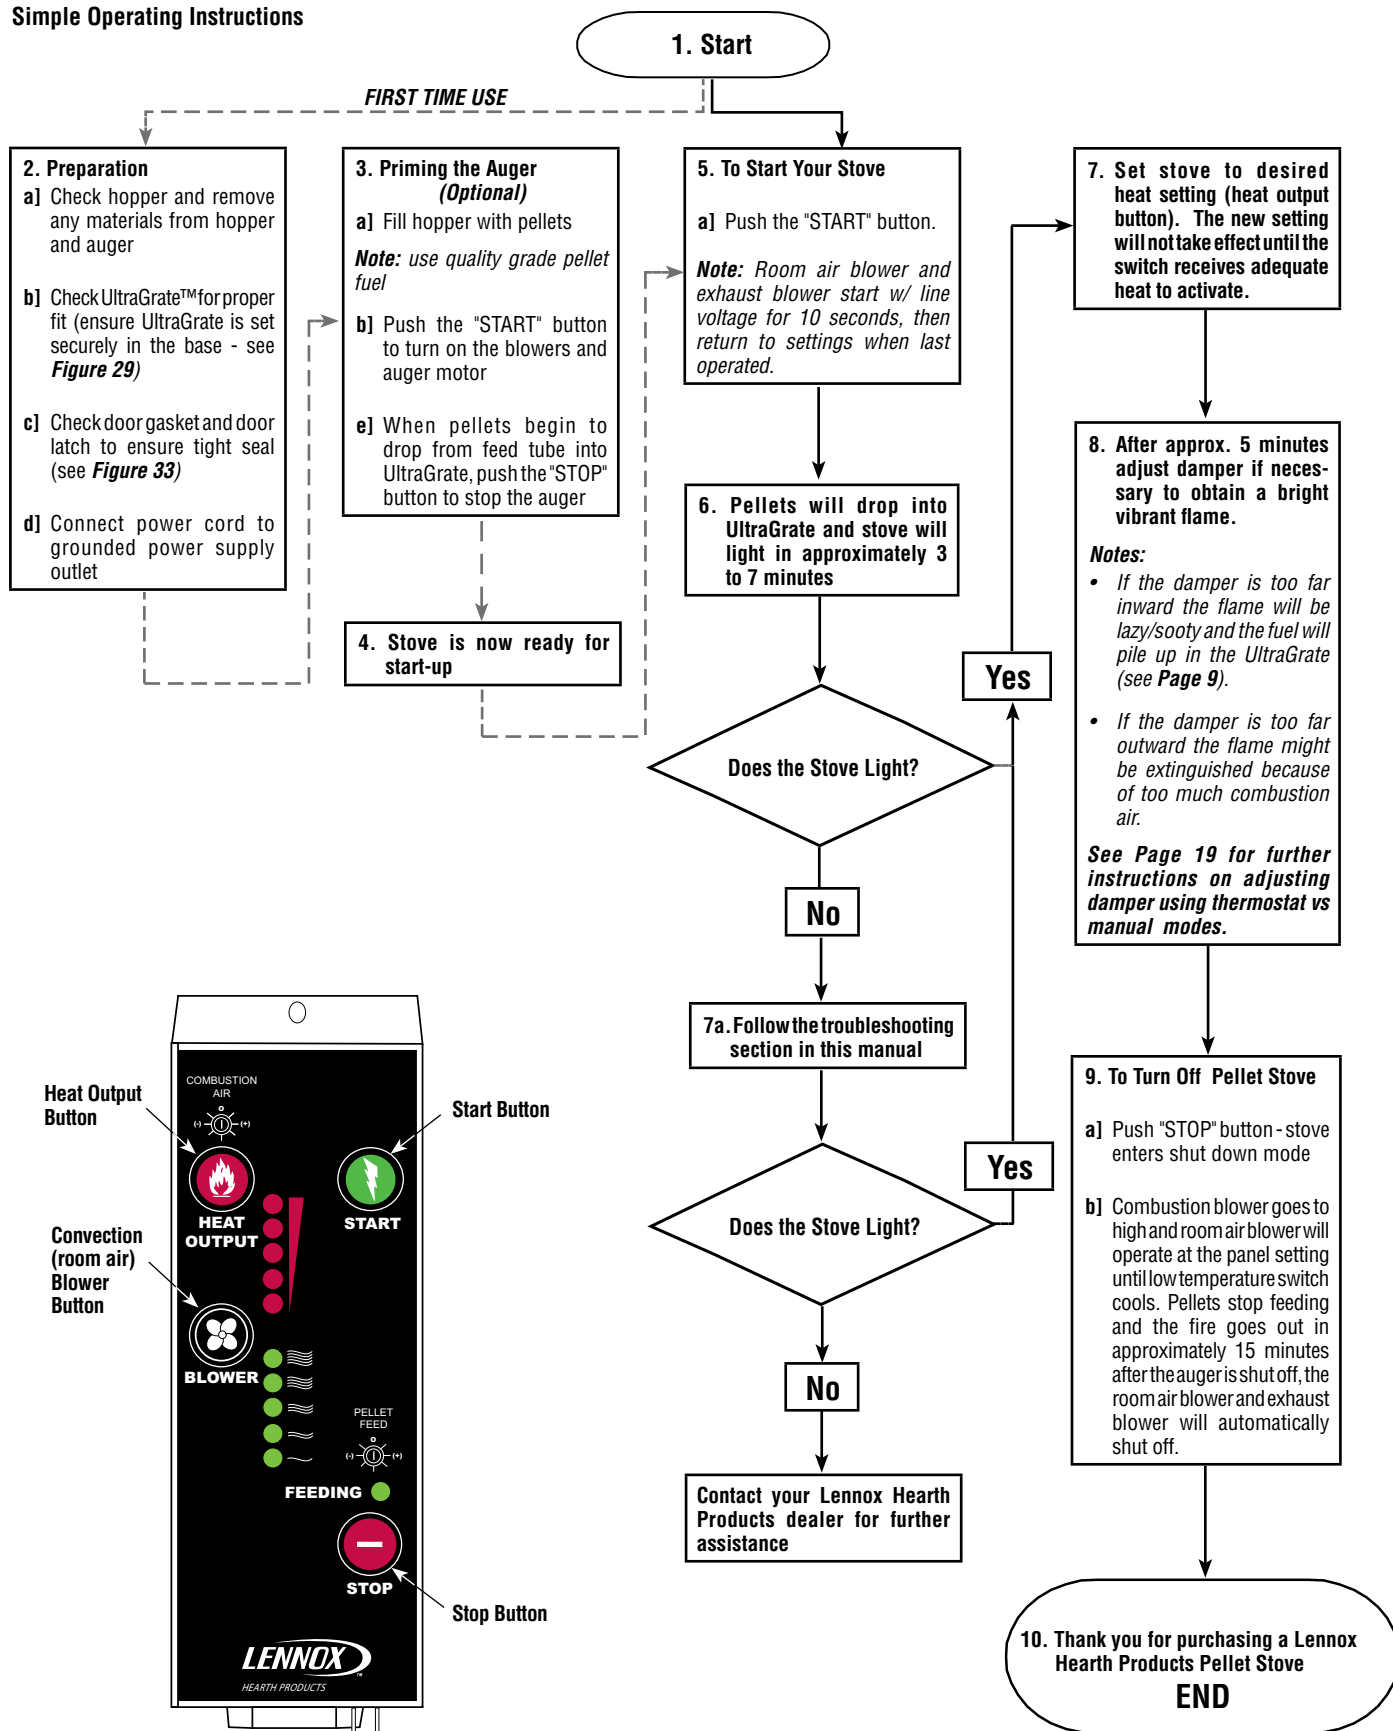 Simple Operating Instructions
1. Start
FIRST TIME USE
2. Preparation
a] Check hopper and remove
any materials from hopper
and auger
b] Check UltraGrate™ for proper
fit (ensure UltraGrate is set
securely in the base - see
Figure 29)
c] Check door gasket and door
latch to ensure tight seal
(see Figure 33)
d] Connect power cord to
grounded power supply
outlet
3. Priming the Auger
(Optional)
a] Fill hopper with pellets
Note: use quality grade pellet
fuel
b] Push the "START" button
to turn on the blowers and
auger motor
e] When pellets begin to
drop from feed tube into
UltraGrate, push the "STOP"
button to stop the auger
4. Stove is now ready for
start-up
5. To Start Your Stove
a] Push the "START" button.
Note: Room air blower and
exhaust blower start w/ line
voltage for 10 seconds, then
return to settings when last
operated.
6. Pellets will drop into
UltraGrate and stove will
light in approximately 3
to 7 minutes
Does the Stove Light?
Yes
No
7a. Follow the troubleshooting
section in this manual
Does the Stove Light?
Yes
No
Contact your Lennox Hearth
Products dealer for further
assistance
7. Set stove to desired
heat setting (heat output
button). The new setting
will not take effect until the
switch receives adequate
heat to activate.
8. After approx. 5 minutes
adjust damper if neces-
sary to obtain a bright
vibrant flame.
Notes:
• If the damper is too far
inward the flame will be
lazy/sooty and the fuel will
pile up in the UltraGrate
(see Page 9).
• If the damper is too far
outward the flame might
be extinguished because
of too much combustion
air.
See Page 19 for further
instructions on adjusting
damper using thermostat vs
manual modes.
9. To Turn Off Pellet Stove
a] Push "STOP" button - stove
enters shut down mode
b] Combustion blower goes to
high and room air blower will
operate at the panel setting
until low temperature switch
cools. Pellets stop feeding
and the fire goes out in
approximately 15 minutes
after the auger is shut off, the
room air blower and exhaust
blower will automatically
shut off.
10. Thank you for purchasing a Lennox
Hearth Products Pellet Stove
END
Heat Output
Button
Convection
(room air)
Blower
Button
Start Button
Stop Button
COMBUSTION
AIR
O
(-) (+)
HEAT
OUTPUT
START
BLOWER
PELLET
FEED
O
(-) (+)
FEEDING
STOP
LENNOX™
HEARTH PRODUCTS